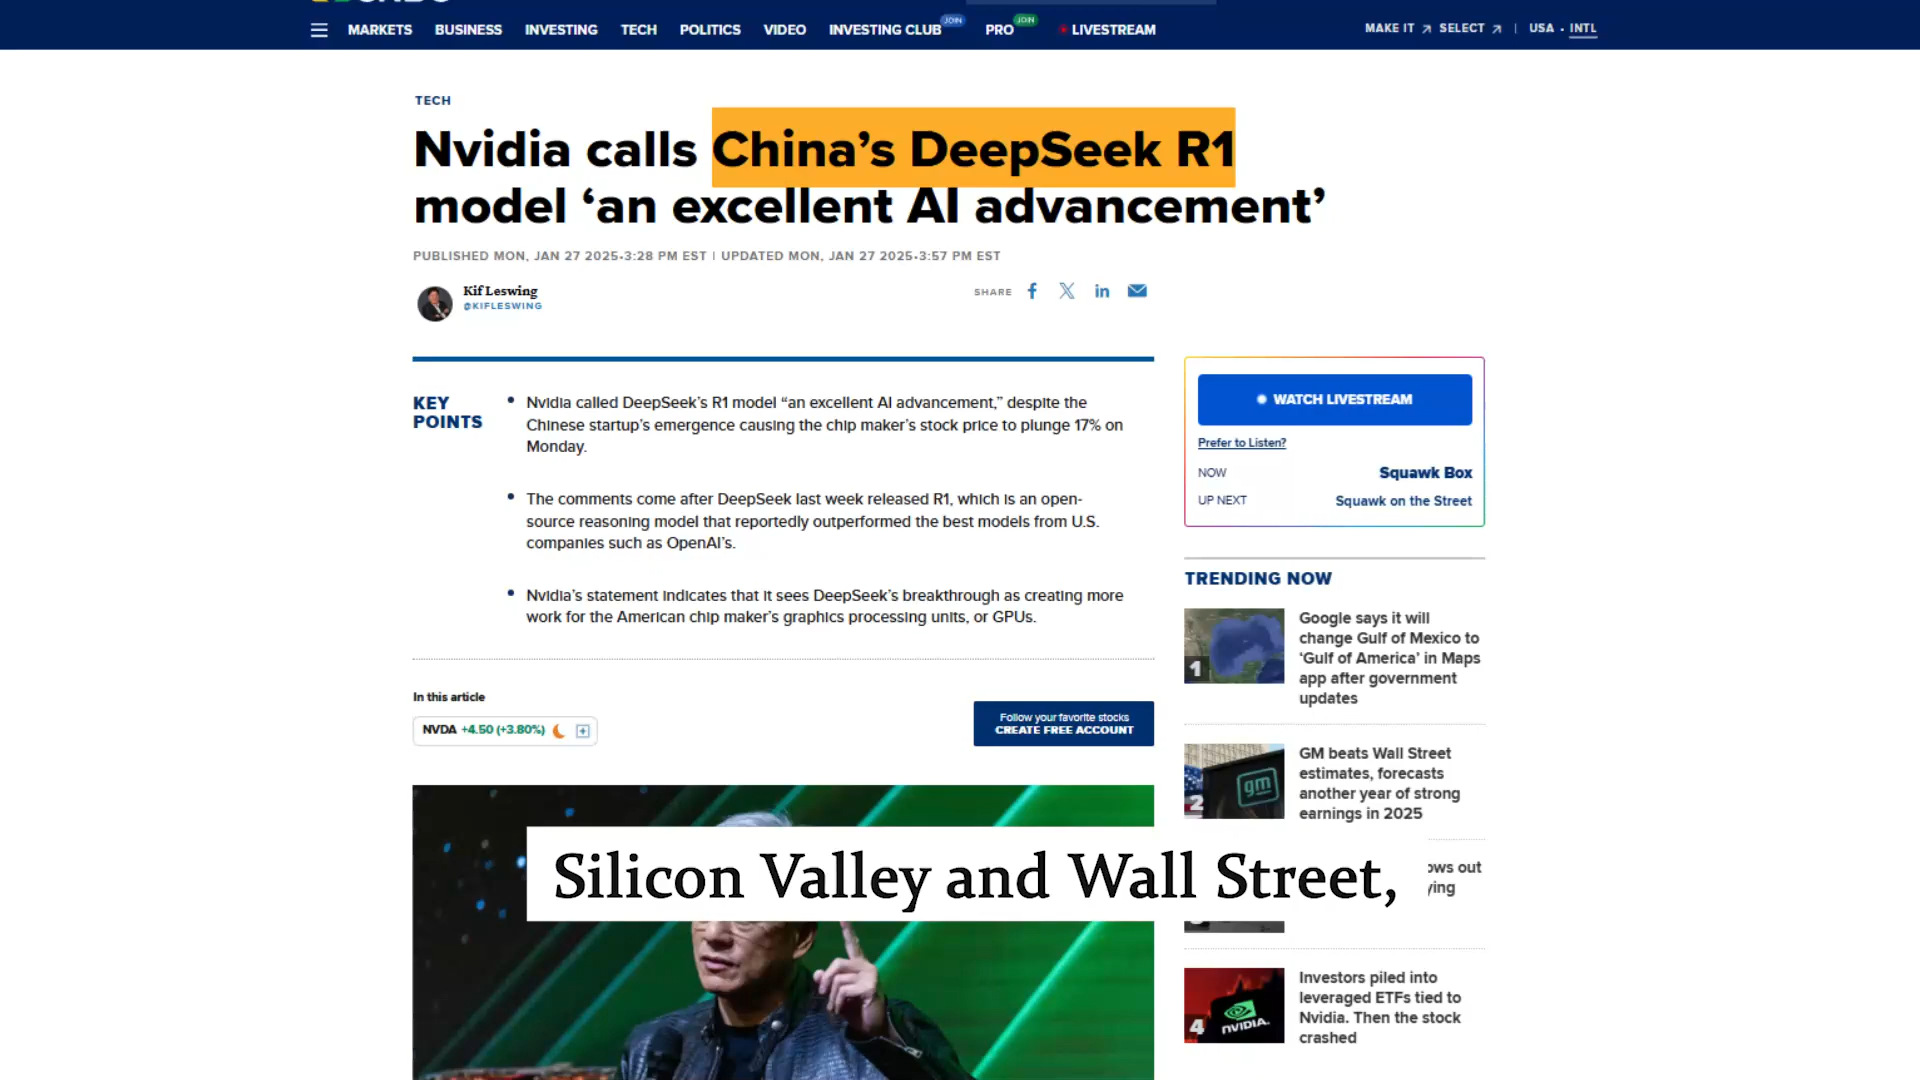 MARKETS BUSINESS INVESTING TECH POLITICS VIDEO INVESTING CLUB JOIN PRO JOIN LIVESTREAM
MAKE IT SELECT | USA • INTL
TECH
Nvidia calls China’s DeepSeek R1
model ‘an excellent AI advancement’
PUBLISHED MON, JAN 27 2025•3:28 PM EST | UPDATED MON, JAN 27 2025•3:57 PM EST
Kif Leswing
@KIFLESWING
SHARE
KEY
POINTS
• Nvidia called DeepSeek’s R1 model “an excellent AI advancement,” despite the
Chinese startup’s emergence causing the chip maker’s stock price to plunge 17% on
Monday.
• The comments come after DeepSeek last week released R1, which is an open-
source reasoning model that reportedly outperformed the best models from U.S.
companies such as OpenAI’s.
• Nvidia’s statement indicates that it sees DeepSeek’s breakthrough as creating more
work for the American chip maker’s graphics processing units, or GPUs.
In this article
NVDA +4.50 (+3.80%)
Follow your favorite stocks
CREATE FREE ACCOUNT
WATCH LIVESTREAM
Prefer to Listen?
NOW
Squawk Box
UP NEXT
Squawk on the Street
TRENDING NOW
1
Google says it will
change Gulf of Mexico to
‘Gulf of America’ in Maps
app after government
updates
gm
2
GM beats Wall Street
estimates, forecasts
another year of strong
earnings in 2025
out
Silicon Valley and Wall Street,
NVIDIA.
4
Investors piled into
leveraged ETFs tied to
Nvidia. Then the stock
crashed